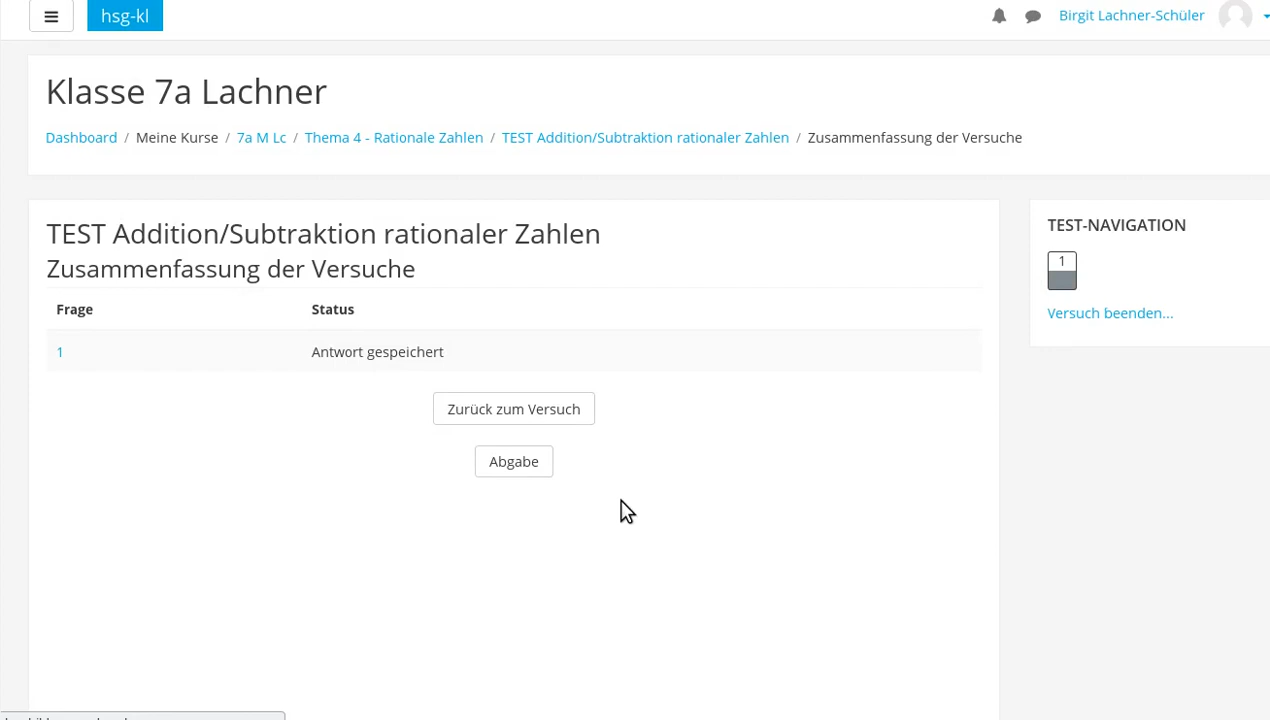 hsg-kl
Birgit Lachner-Schüler
Klasse 7a Lachner
Dashboard / Meine Kurse / 7a M Lc / Thema 4 - Rationale Zahlen / TEST Addition/Subtraktion rationaler Zahlen / Zusammenfassung der Versuche
TEST Addition/Subtraktion rationaler Zahlen
Zusammenfassung der Versuche
Frage Status
1 Antwort gespeichert
Zurück zum Versuch
Abgabe
TEST-NAVIGATION
1
Versuch beenden...